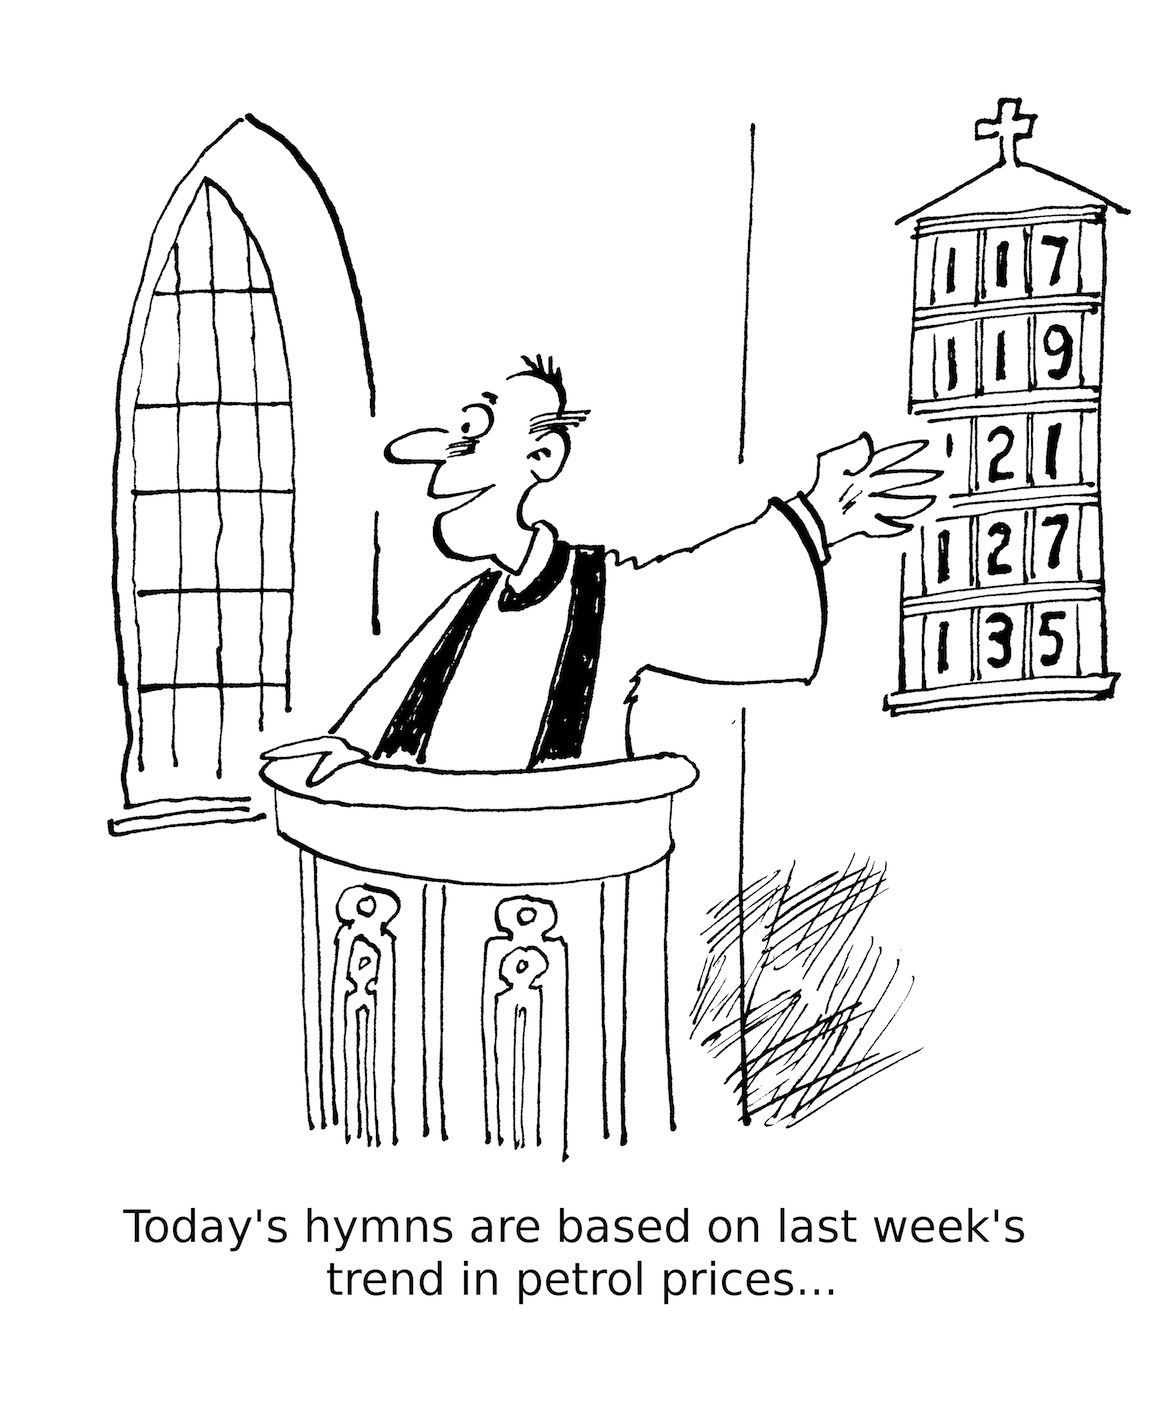 117
119
121
127
135
Today's hymns are based on last week's
trend in petrol prices...